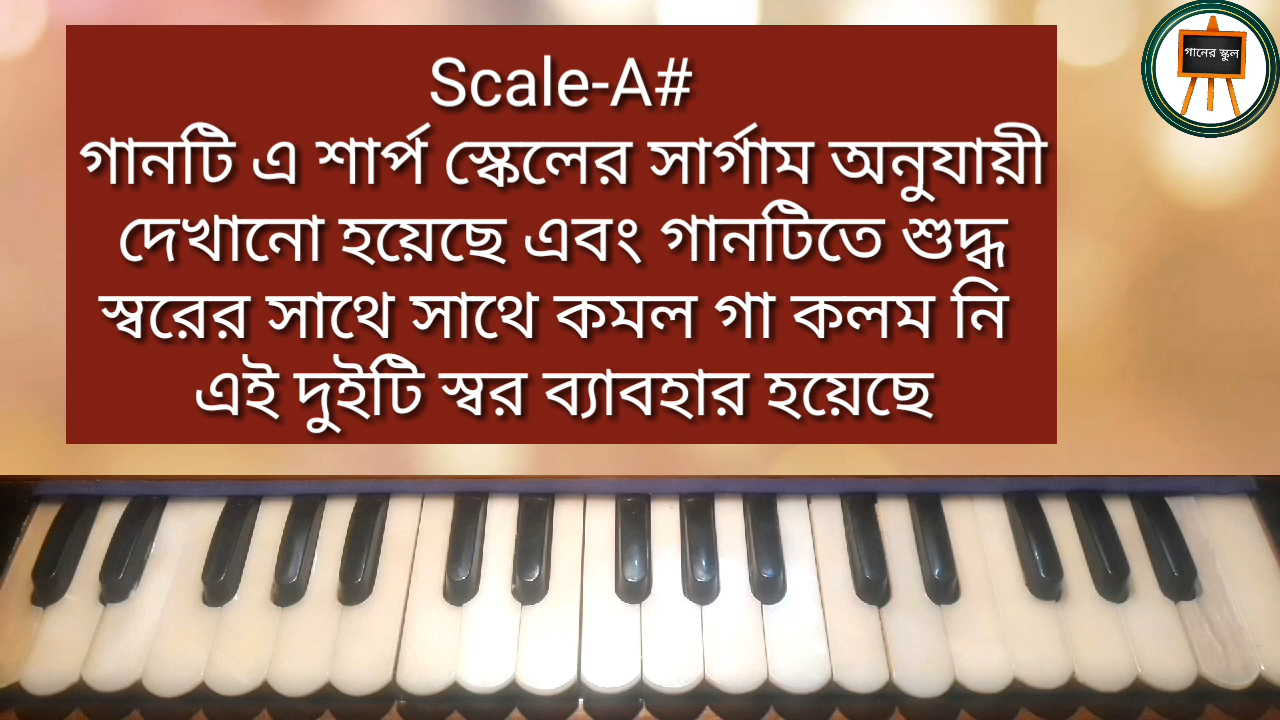 Scale-A#
গানটি এ শার্প স্কেলের সার্গাম অনুযায়ী
দেখানো হয়েছে এবং গানটিতে শুদ্ধ
স্বরের সাথে সাথে কমল গা কলম নি
এই দুইটি স্বর ব্যাবহার হয়েছে
গানের স্কুল